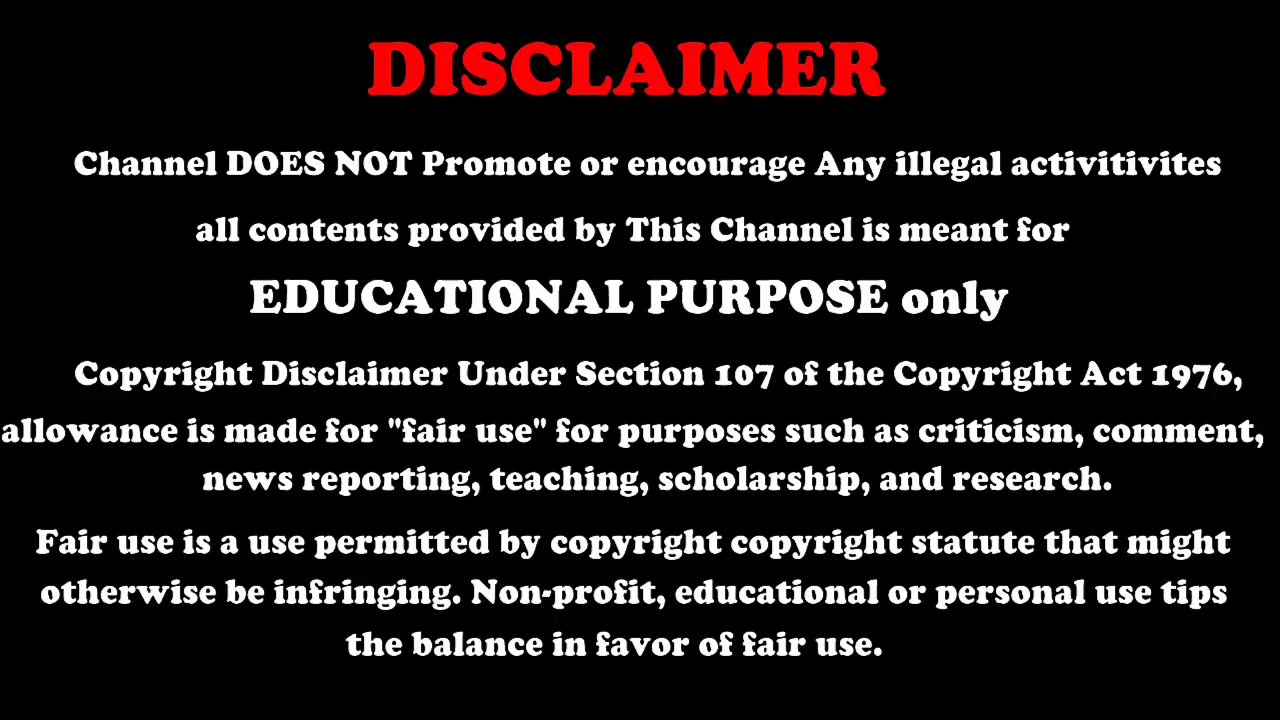 DISCLAIMER
Channel DOES NOT Promote or encourage Any illegal activitivites
all contents provided by This Channel is meant for
EDUCATIONAL PURPOSE only
Copyright Disclaimer Under Section 107 of the Copyright Act 1976,
allowance is made for "fair use" for purposes such as criticism, comment,
news reporting, teaching, scholarship, and research.
Fair use is a use permitted by copyright copyright statute that might
otherwise be infringing. Non-profit, educational or personal use tips
the balance in favor of fair use.